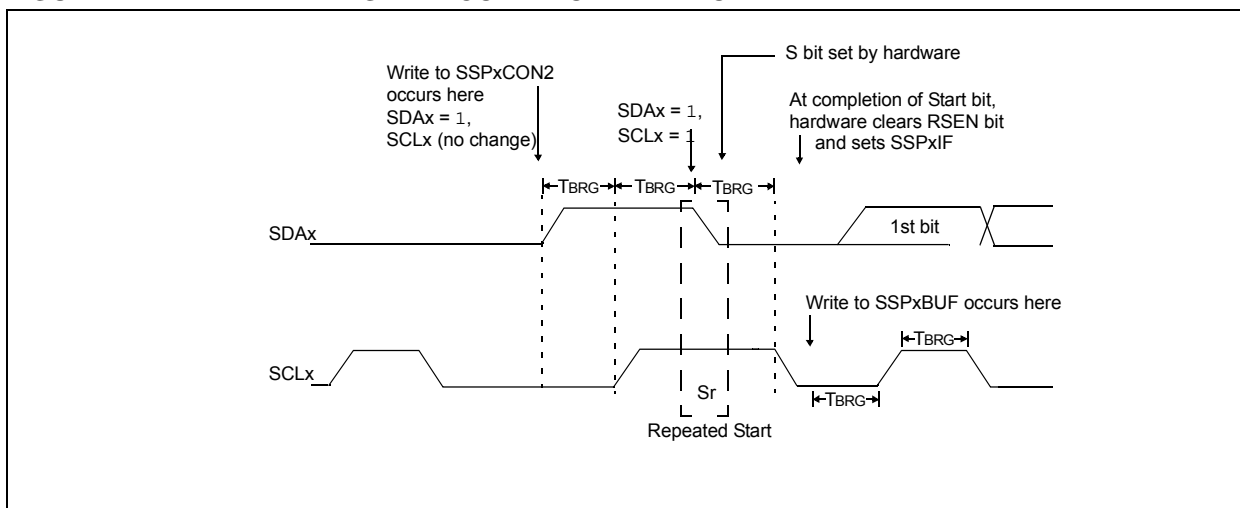 S bit set by hardware
Write to SSPxCON2
occurs here
SDAx = 1,
SCLx (no change)
SDAx = 1,
SCLx = 1
At completion of Start bit,
hardware clears RSEN bit
and sets SSPxIF
TBRG TBRG TBRG
SDAx
1st bit
Write to SSPxBUF occurs here
TBRG
SCLx
Sr
TBRG
Repeated Start